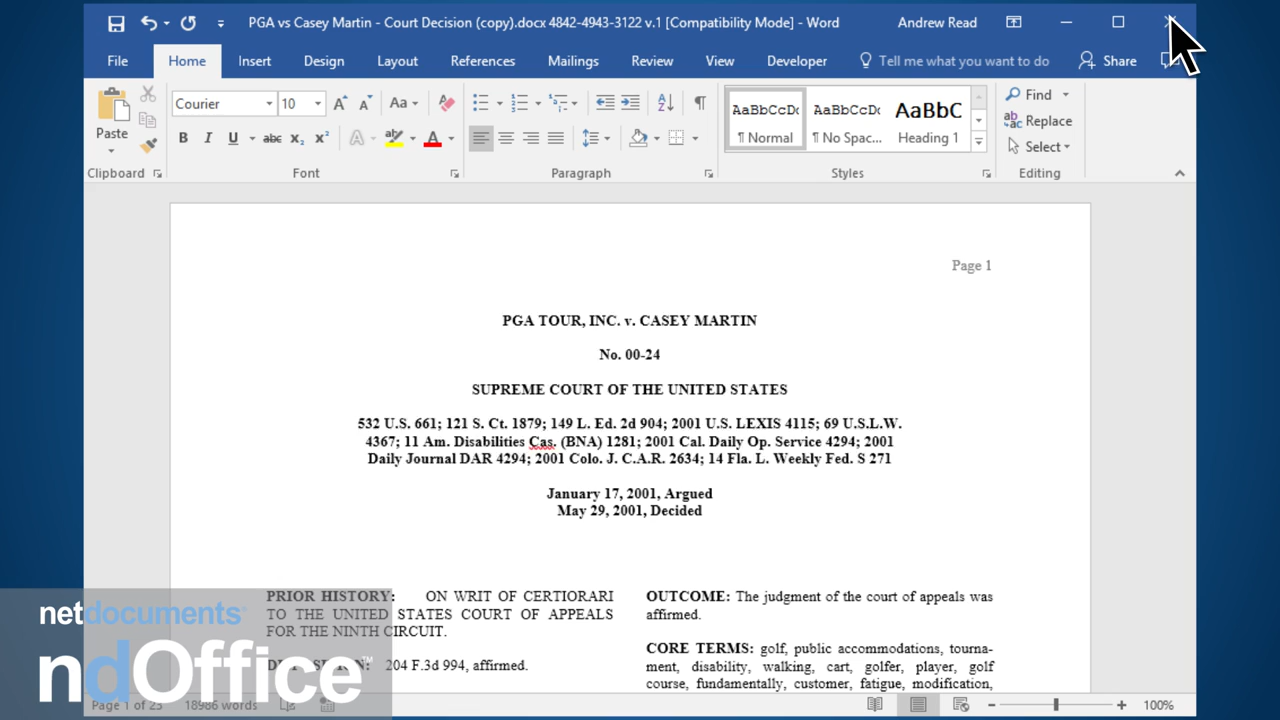 PGA vs Casey Martin - Court Decision (copy).docx 4842-4943-3122 v.1 [Compatibility Mode] - Word
Andrew Read
File Home Insert Design Layout References Mailings Review View Developer Tell me what you want to do Share
Paste
Clipboard
Courier 10 Aa
B I U abc x₂ x²
Font
Paragraph
AaBbCcDc AaBbCcDc AaBbC
¶ Normal ¶ No Spac... Heading 1
Styles
Find
Replace
Select
Editing
Page 1
PGA TOUR, INC. v. CASEY MARTIN
No. 00-24
SUPREME COURT OF THE UNITED STATES
532 U.S. 661; 121 S. Ct. 1879; 149 L. Ed. 2d 904; 2001 U.S. LEXIS 4115; 69 U.S.L.W.
4367; 11 Am. Disabilities Cas. (BNA) 1281; 2001 Cal. Daily Op. Service 4294; 2001
Daily Journal DAR 4294; 2001 Colo. J. C.A.R. 2634; 14 Fla. L. Weekly Fed. S 271
January 17, 2001, Argued
May 29, 2001, Decided
PRIOR HISTORY: ON WRIT OF CERTIORARI
TO THE UNITED STATES COURT OF APPEALS
FOR THE NINTH CIRCUIT.
204 F.3d 994, affirmed.
OUTCOME: The judgment of the court of appeals was
affirmed.
CORE TERMS: golf, public accommodations, tourna-
ment, disability, walking, cart, golfer, player, golf
course, fundamentally, customer, fatigue, modification,
netdocuments
ndOffice™
Page 1 of 23 18986 words
100%